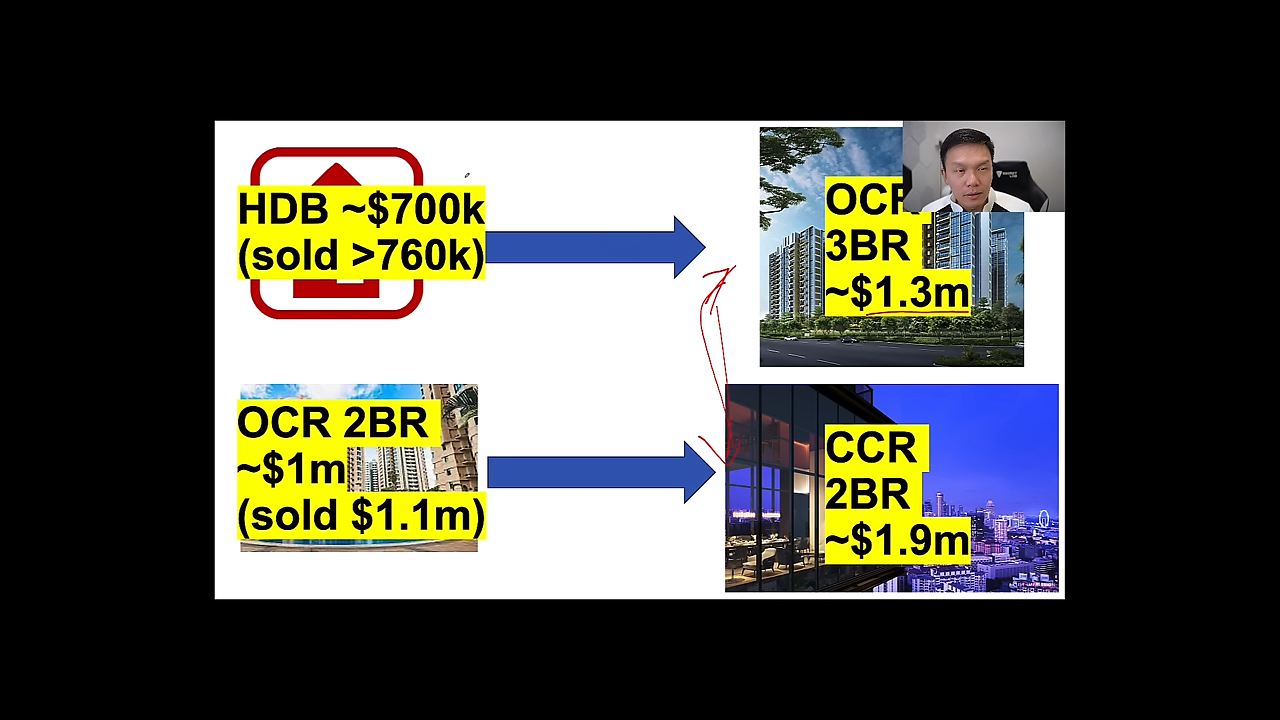 HDB ~$700k
(sold >760k)
OCR
3BR
~$1.3m
OCR 2BR
~$1m
(sold $1.1m)
CCR
2BR
~$1.9m